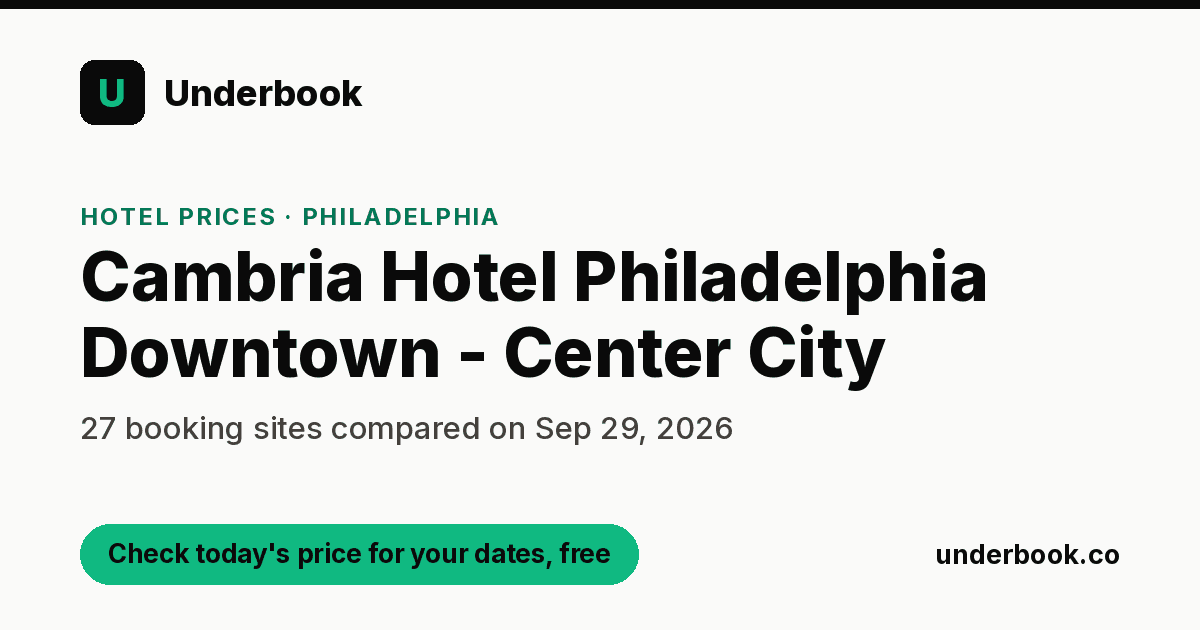 U Underbook
HOTEL PRICES · PHILADELPHIA
Cambria Hotel Philadelphia
Downtown - Center City
27 booking sites compared on Sep 29, 2026
Check today's price for your dates, free
underbook.co